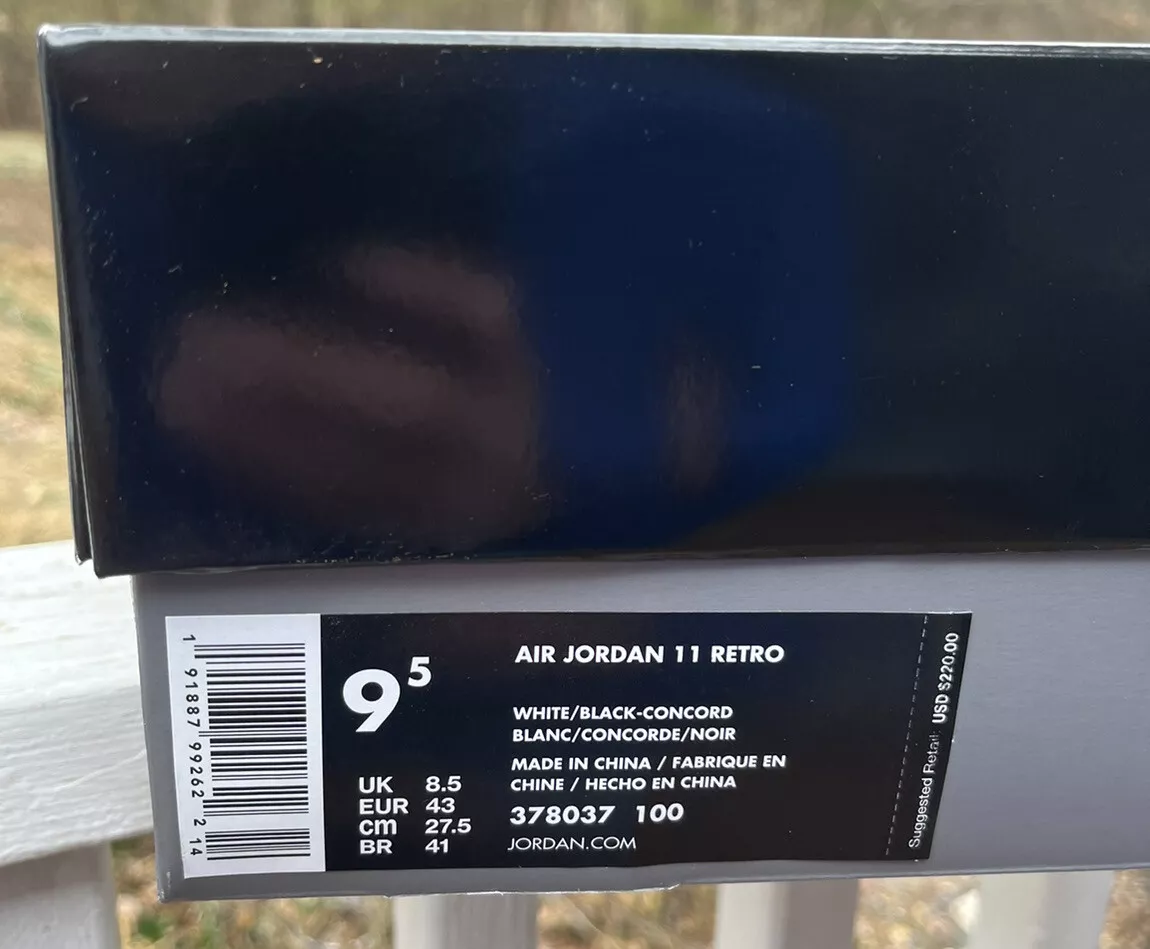 1 91887 99262 2 14
9 5
UK 8.5
EUR 43
cm 27.5
BR 41
AIR JORDAN 11 RETRO
WHITE/BLACK-CONCORD
BLANC/CONCORDE/NOIR
MADE IN CHINA / FABRIQUE EN
CHINE / HECHO EN CHINA
378037 100
JORDAN.COM
Suggested Retail: USD $220.00